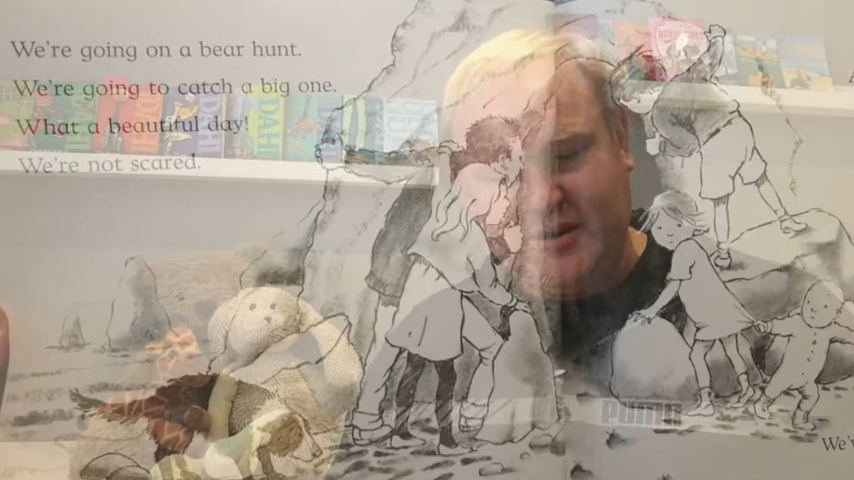 We're going on a bear hunt.
We're going to catch a big one.
What a beautiful day!
We're not scared.
DAHL
PUMA